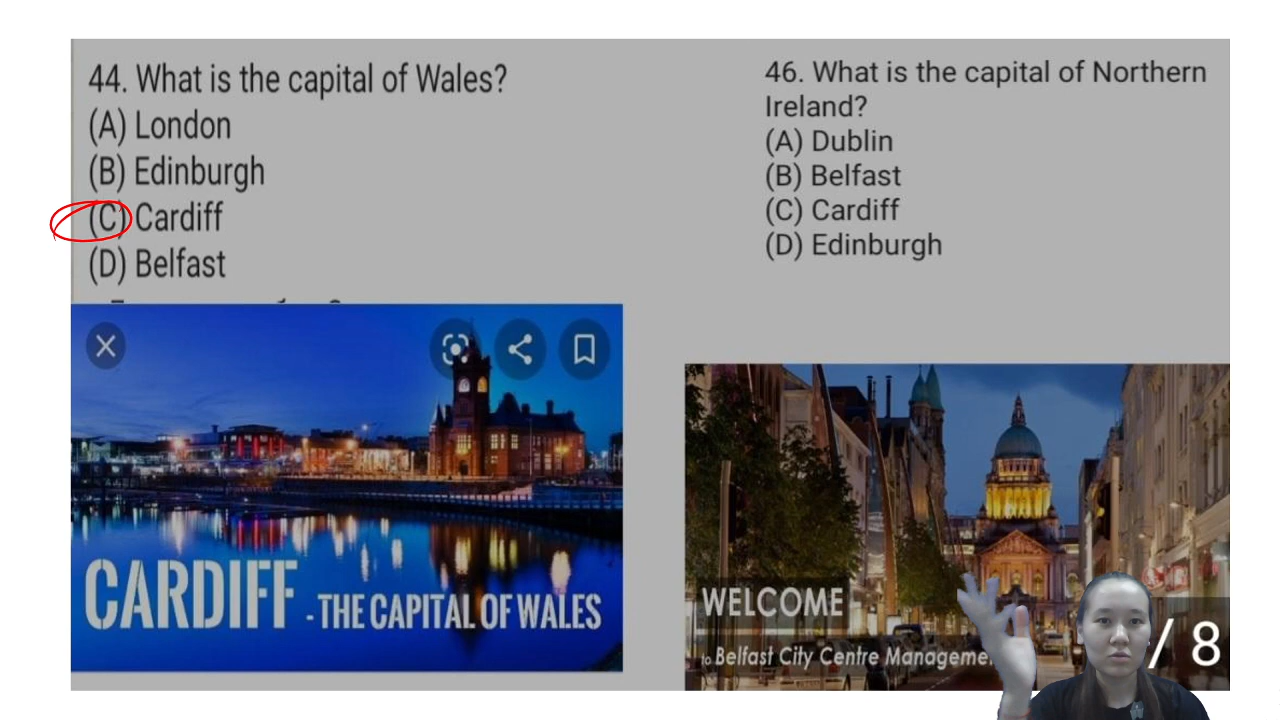 44. What is the capital of Wales?
(A) London
(B) Edinburgh
(C) Cardiff
(D) Belfast
CARDIFF - THE CAPITAL OF WALES
46. What is the capital of Northern
Ireland?
(A) Dublin
(B) Belfast
(C) Cardiff
(D) Edinburgh
WELCOME
to Belfast City Centre
/ 8